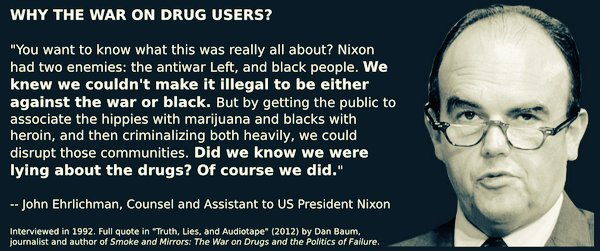 WHY THE WAR ON DRUG USERS?
"You want to know what this was really all about? Nixon
had two enemies: the antiwar Left, and black people. We
knew we couldn't make it illegal to be either
against the war or black. But by getting the public to
associate the hippies with marijuana and blacks with
heroin, and then criminalizing both heavily, we could
disrupt those communities. Did we know we were
lying about the drugs? Of course we did."
-- John Ehrlichman, Counsel and Assistant to US President Nixon
Interviewed in 1992. Full quote in "Truth, Lies, and Audiotape" (2012) by Dan Baum,
journalist and author of Smoke and Mirrors: The War on Drugs and the Politics of Failure.